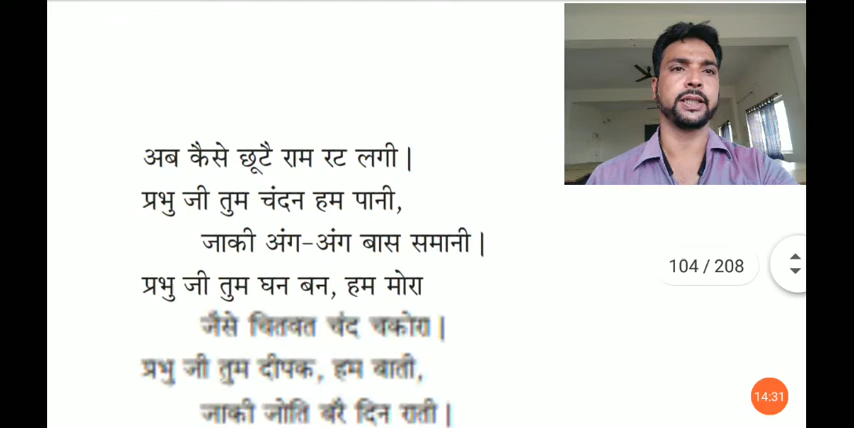 अब कैसे छूटै राम रट लगी |
प्रभु जी तुम चंदन हम पानी,
जाकी अंग-अंग बास समानी |
प्रभु जी तुम घन बन, हम मोरा
जैसे चितवत चंद चकोरा |
प्रभु जी तुम दीपक, हम बाती,
जाकी जोति बरै दिन राती |
104 / 208
14:31